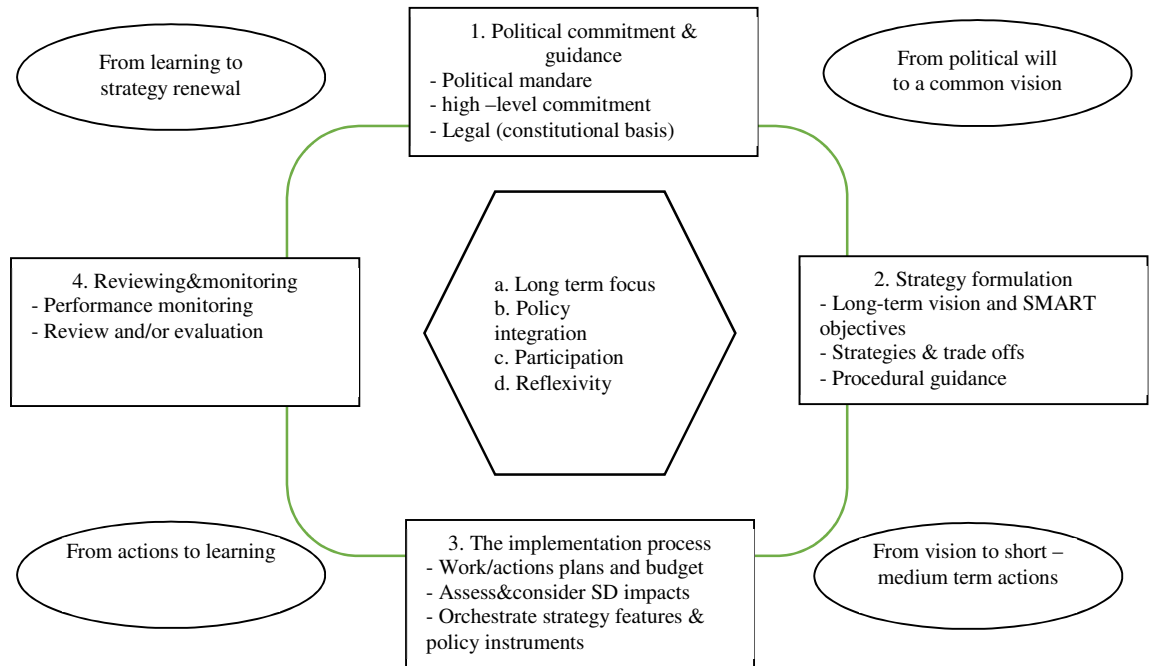 From learning to
strategy renewal
1. Political commitment &
guidance
- Political mandare
- high –level commitment
- Legal (constitutional basis)
From political will
to a common vision
4. Reviewing&monitoring
- Performance monitoring
- Review and/or evaluation
a. Long term focus
b. Policy
integration
c. Participation
d. Reflexivity
2. Strategy formulation
- Long-term vision and SMART
objectives
- Strategies & trade offs
- Procedural guidance
From actions to learning
3. The implementation process
- Work/actions plans and budget
- Assess&consider SD impacts
- Orchestrate strategy features &
policy instruments
From vision to short –
medium term actions